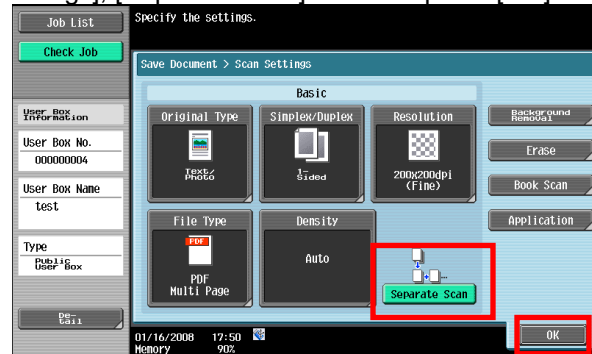 Job List
Check Job
Specify the settings.
Save Document > Scan Settings
Basic
User Box
Information
User Box No.
000000004
User Box Name
test
Type
Public
User Box
De-
tail
Original Type
Text/
Photo
Simplex/Duplex
1-
Sided
Resolution
200x200dpi
(Fine)
File Type
PDF
PDF
Multi Page
Density
Auto
Separate Scan
Background
Removal
Erase
Book Scan
Application
01/16/2008 17:50
Memory 90%
OK